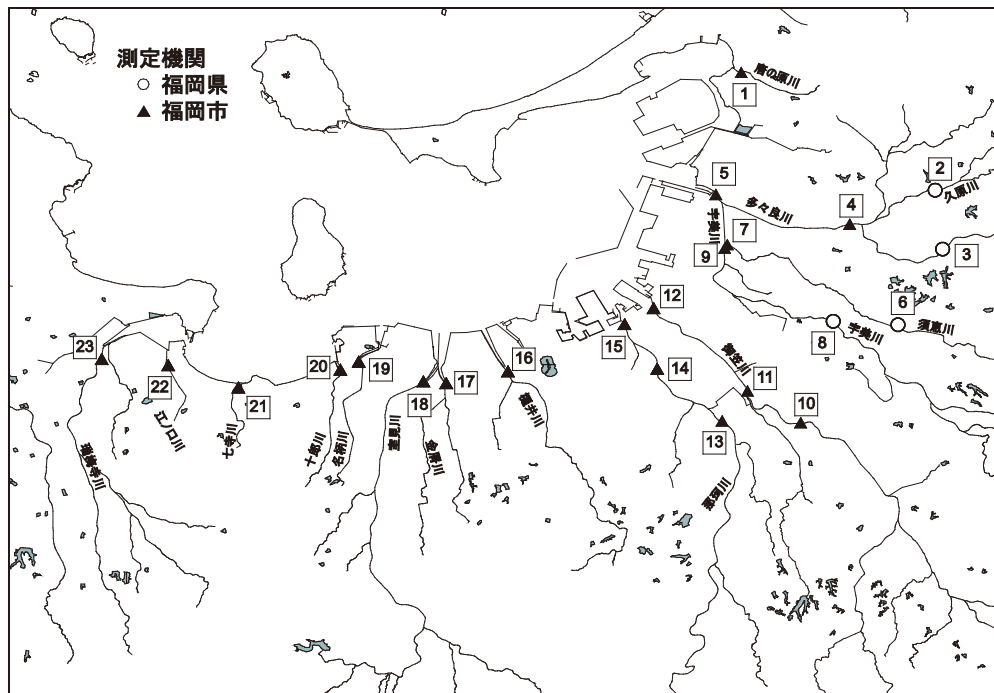 測定機関
○ 福岡県
▲ 福岡市
唐の原川
1
2
久原川
5
多々良川
4
宇美川
7
9
3
6
須恵川
8
宇美川
12
15
御笠川
14
11
10
13
那珂川
23
22
江ノ口川
21
七寺川
20
19
十郎川
名柄川
18
17
16
室見川
金屑川
樋井川
瑞梅寺川